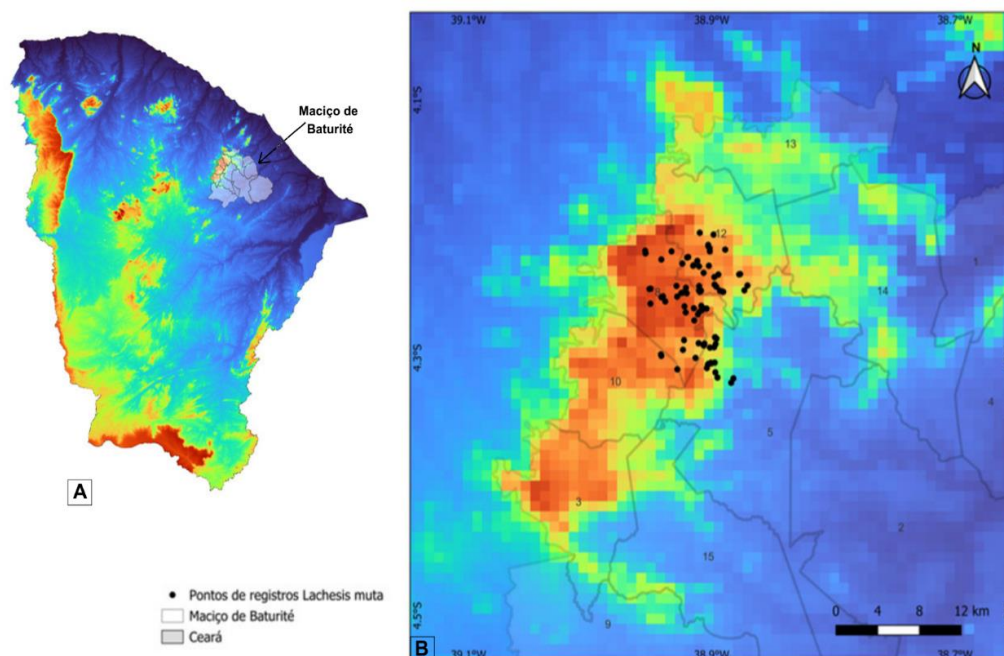 Maciço de
Baturité
A
Pontos de registros Lachesis muta
Maciço de Baturité
Ceará
39.1°W
38.9°W
38.7°W
N
4.1°S
13
12
1
14
4.3°S
10
4
5
3
2
15
9
4.5°S
0 4 8 12 km
B
39.1°W
38.9°W
38.7°W